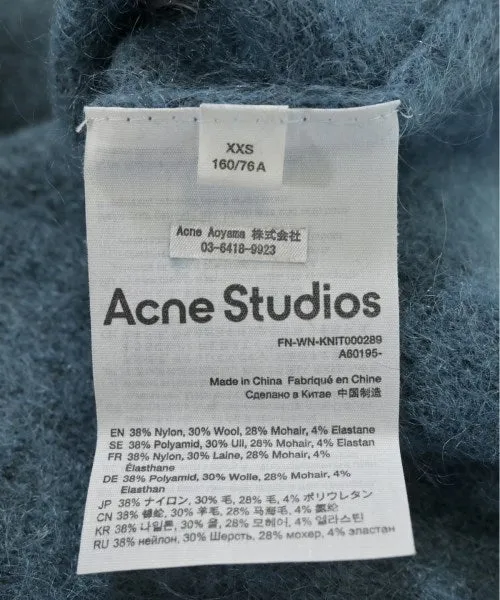 XXS
160/76A
Acne Aoyama 株式会社
03-6418-9923
Acne Studios
FN-WN-KNIT000289
A60195-
Made in China Fabriqué en Chine
Сделано в Китае 中国制造
EN 38% Nylon, 30% Wool, 28% Mohair, 4% Elastane
SE 38% Polyamid, 30% Ull, 28% Mohair, 4% Elastan
FR 38% Nylon, 30% Laine, 28% Mohair, 4%
Élasthane
DE 38% Polyamid, 30% Wolle, 28% Mohair, 4%
Elasthan
JP 38% ナイロン, 30% 毛, 28% 毛, 4% ポリウレタン
CN 38% 锦纶, 30% 羊毛, 28% 马海毛, 4% 氨纶
KR 38% 나일론, 30% 울, 28% 모헤어, 4% 엘라스틴
RU 38% нейлон, 30% Шерсть, 28% мохер, 4% эластан